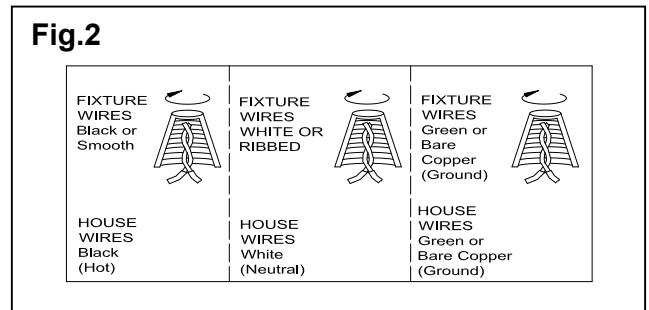 Fig.2
FIXTURE
WIRES
Black or
Smooth
HOUSE
WIRES
Black
(Hot)
FIXTURE
WIRES
WHITE OR
RIBBED
HOUSE
WIRES
White
(Neutral)
FIXTURE
WIRES
Green or
Bare
Copper
(Ground)
HOUSE
WIRES
Green or
Bare Copper
(Ground)